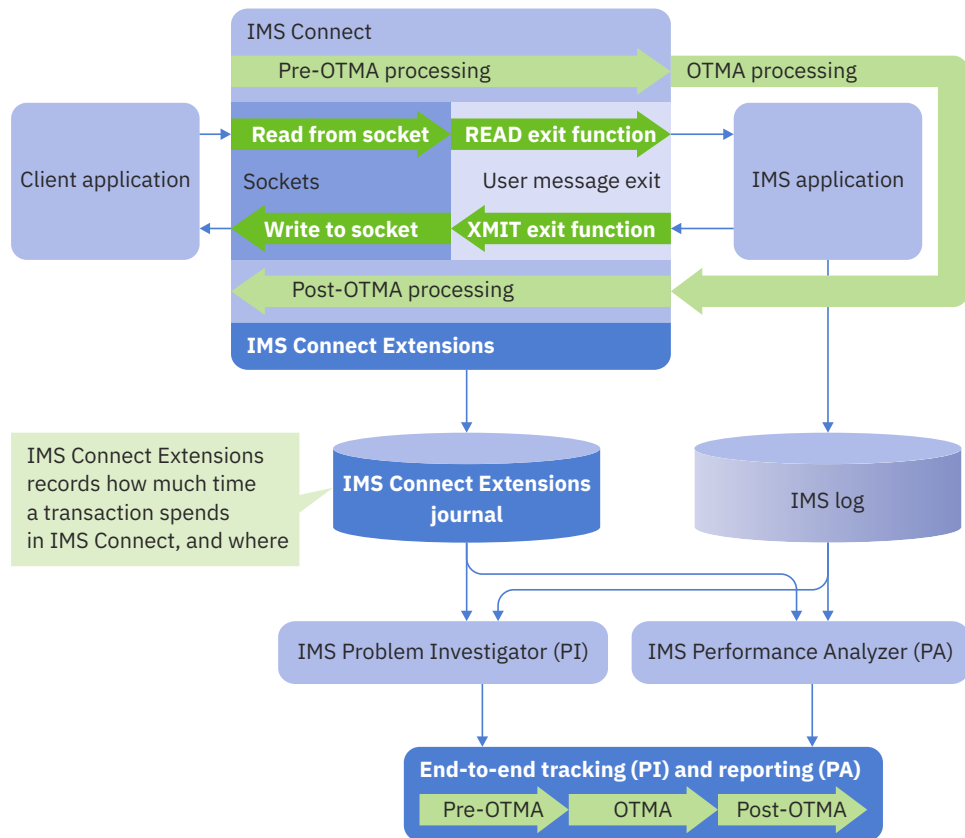 IMS Connect
Pre-OTMA processing
OTMA processing
Client application
Read from socket
READ exit function
Sockets
User message exit
IMS application
Write to socket
XMIT exit function
Post-OTMA processing
IMS Connect Extensions
IMS Connect Extensions
records how much time
a transaction spends
in IMS Connect, and where
IMS Connect Extensions
journal
IMS log
IMS Problem Investigator (PI)
IMS Performance Analyzer (PA)
End-to-end tracking (PI) and reporting (PA)
Pre-OTMA
OTMA
Post-OTMA